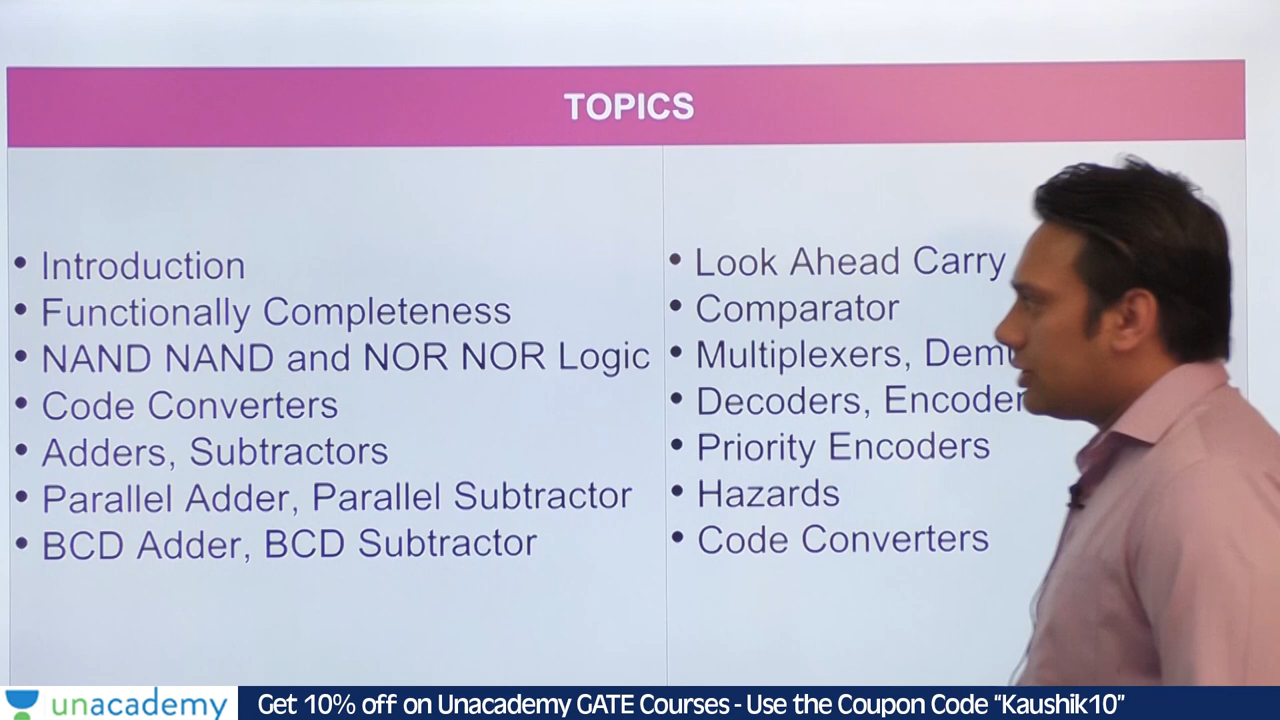 TOPICS
• Introduction
• Functionally Completeness
• NAND NAND and NOR NOR Logic
• Code Converters
• Adders, Subtractors
• Parallel Adder, Parallel Subtractor
• BCD Adder, BCD Subtractor
• Look Ahead Carry
• Comparator
• Multiplexers,
• Decoders,
• Priority Encoders
• Hazards
• Code Converters
unacademy
Get 10% off on Unacademy GATE Courses - Use the Coupon Code “Kaushik10”